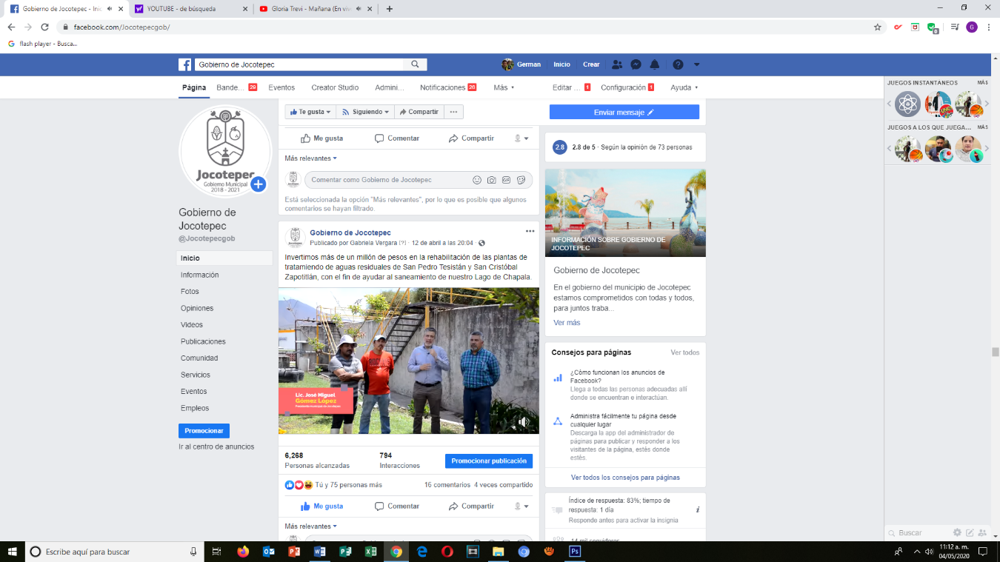 Gobierno de Jocotepec - Inic
YOUTUBE - de búsqueda
Gloria Trevi - Mañana (En viv
facebook.com/Jocotepecgob/
flash player - Busca...
Gobierno de Jocotepec
German
Inicio
Crear
Página
Bande... 29
Eventos
Creator Studio
Admini...
Notificaciones 26
Más
Editar ... 1
Configuración 1
Ayuda
JUEGOS INSTANTÁNEOS
MÁS
JUEGOS A LOS QUE JUEGA...
MÁS
Jocotepec
Gobierno Municipal
2018 - 2021
Gobierno de
Jocotepec
@Jocotepecgob
Inicio
Información
Fotos
Opiniones
Videos
Publicaciones
Comunidad
Servicios
Eventos
Empleos
Promocionar
Ir al centro de anuncios
Te gusta
Siguiendo
Compartir
Enviar mensaje
Me gusta
Comentar
Compartir
Más relevantes
Comentar como Gobierno de Jocotepec
GIF
Está seleccionada la opción "Más relevantes", por lo que es posible que algunos
comentarios se hayan filtrado.
Gobierno de Jocotepec
Publicado por Gabriela Vergara [?] · 12 de abril a las 20:04 ·
Invertimos más de un millón de pesos en la rehabilitación de las plantas de
tratamiendo de aguas residuales de San Pedro Tesistán y San Cristóbal
Zapotitlán, con el fin de ayudar al saneamiento de nuestro Lago de Chapala.
Lic. José Miguel
Gómez López
Presidente municipal de Jocotepec
6,268
Personas alcanzadas
794
Interacciones
Promocionar publicación
Tú y 75 personas más
16 comentarios
4 veces compartido
Me gusta
Comentar
Compartir
Más relevantes
2.8
2.8 de 5 · Según la opinión de 73 personas
INFORMACIÓN SOBRE GOBIERNO DE
JOCOTEPEC
Gobierno de Jocotepec
En el gobierno del municipio de Jocotepec
estamos comprometidos con todas y todos,
para juntos traba...
Ver más
Consejos para páginas
Ver todos
¿Cómo funcionan los anuncios de
Facebook?
Llega a todas las personas adecuadas allí
donde se encuentran e interactúan.
Administra fácilmente tu página desde
cualquier lugar
Descarga la app del administrador de
páginas para publicar y responder a los
visitantes de la página, estés donde
estés.
Ver todos los consejos para páginas
Índice de respuesta: 83%; tiempo de
respuesta: 1 día
Responde antes para activar la insignia
14 mil seguidores
Buscar
Escribe aquí para buscar
11:12 a. m.
04/05/2020